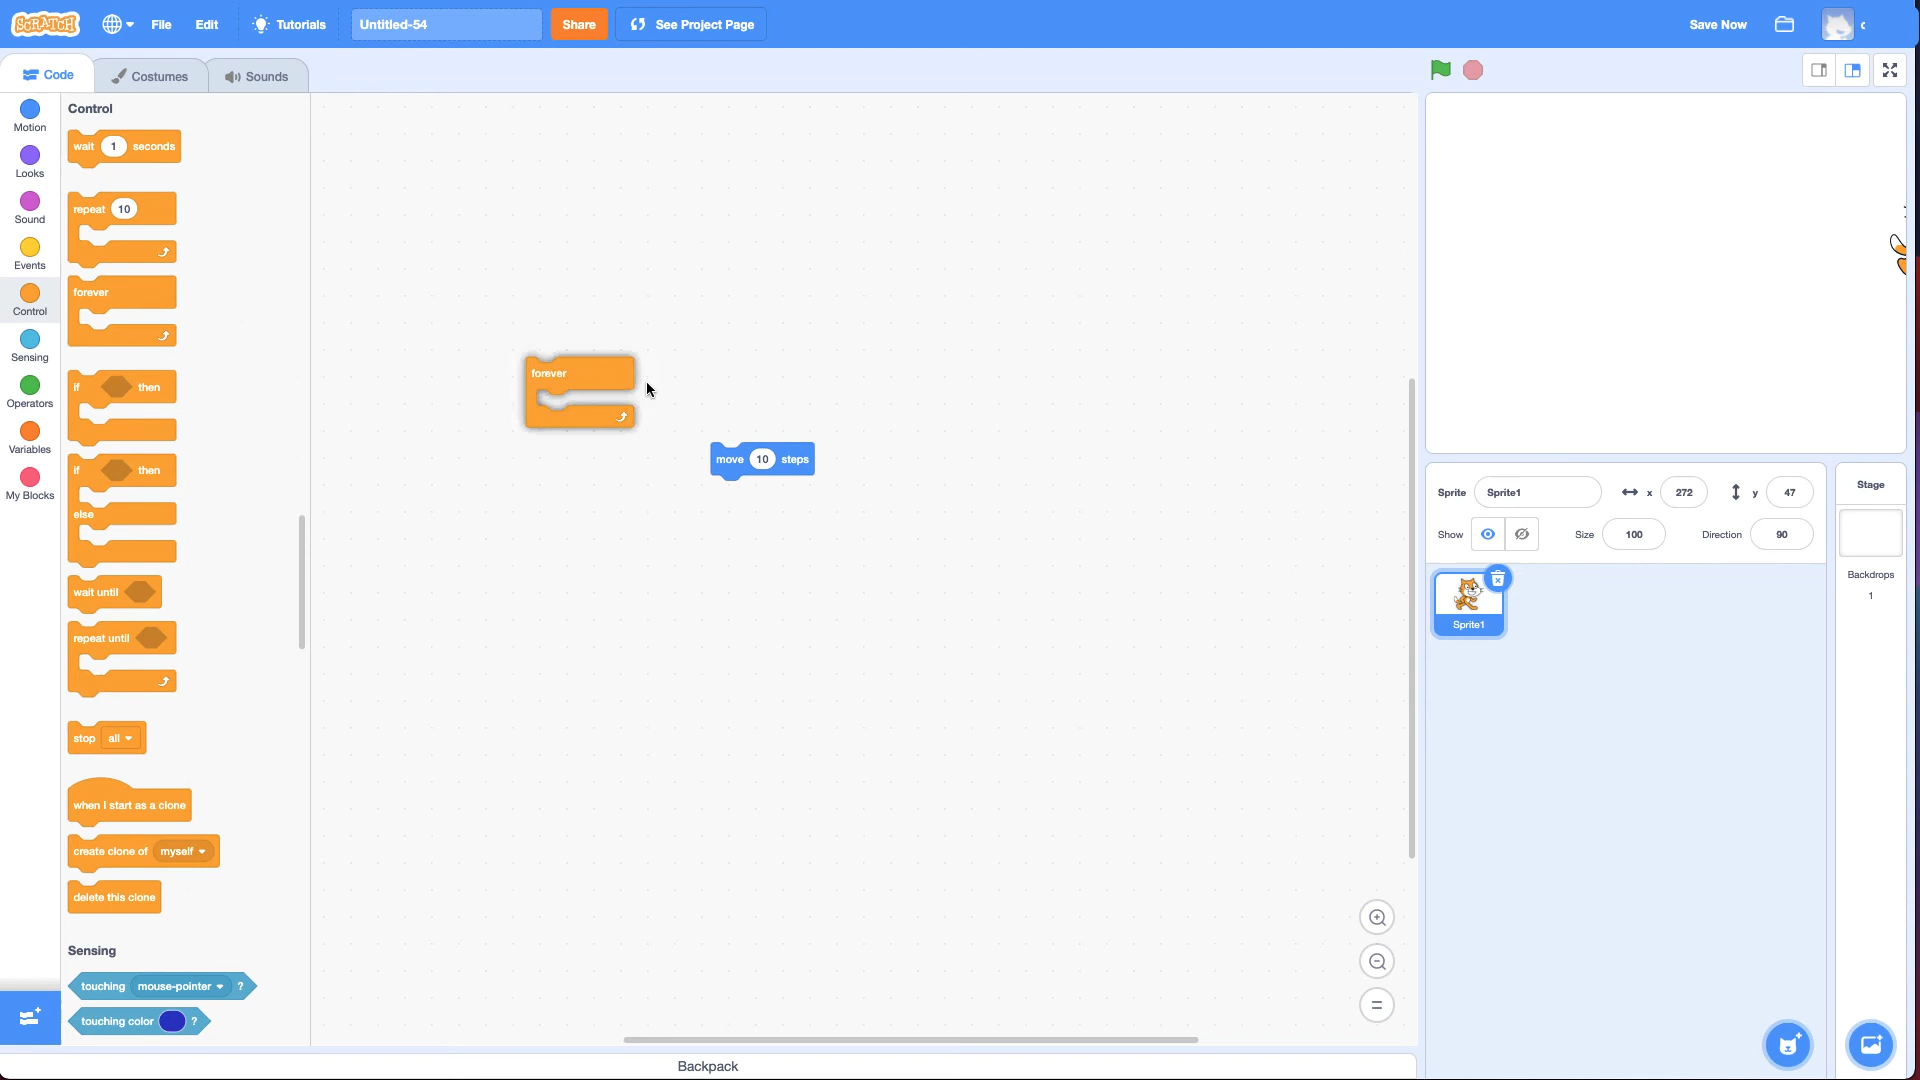 SCRATCH
File
Edit
Tutorials
Untitled-54
Share
See Project Page
Save Now
Code
Costumes
Sounds
Motion
Looks
Sound
Events
Control
Sensing
Operators
Variables
My Blocks
Control
wait 1 seconds
repeat 10
forever
if then
if then
else
wait until
repeat until
stop all
when I start as a clone
create clone of myself
delete this clone
Sensing
touching mouse-pointer ?
touching color ?
forever
move 10 steps
Backpack
Sprite Sprite1 x 272 y 47
Show Size 100 Direction 90
Sprite1
Stage
Backdrops
1